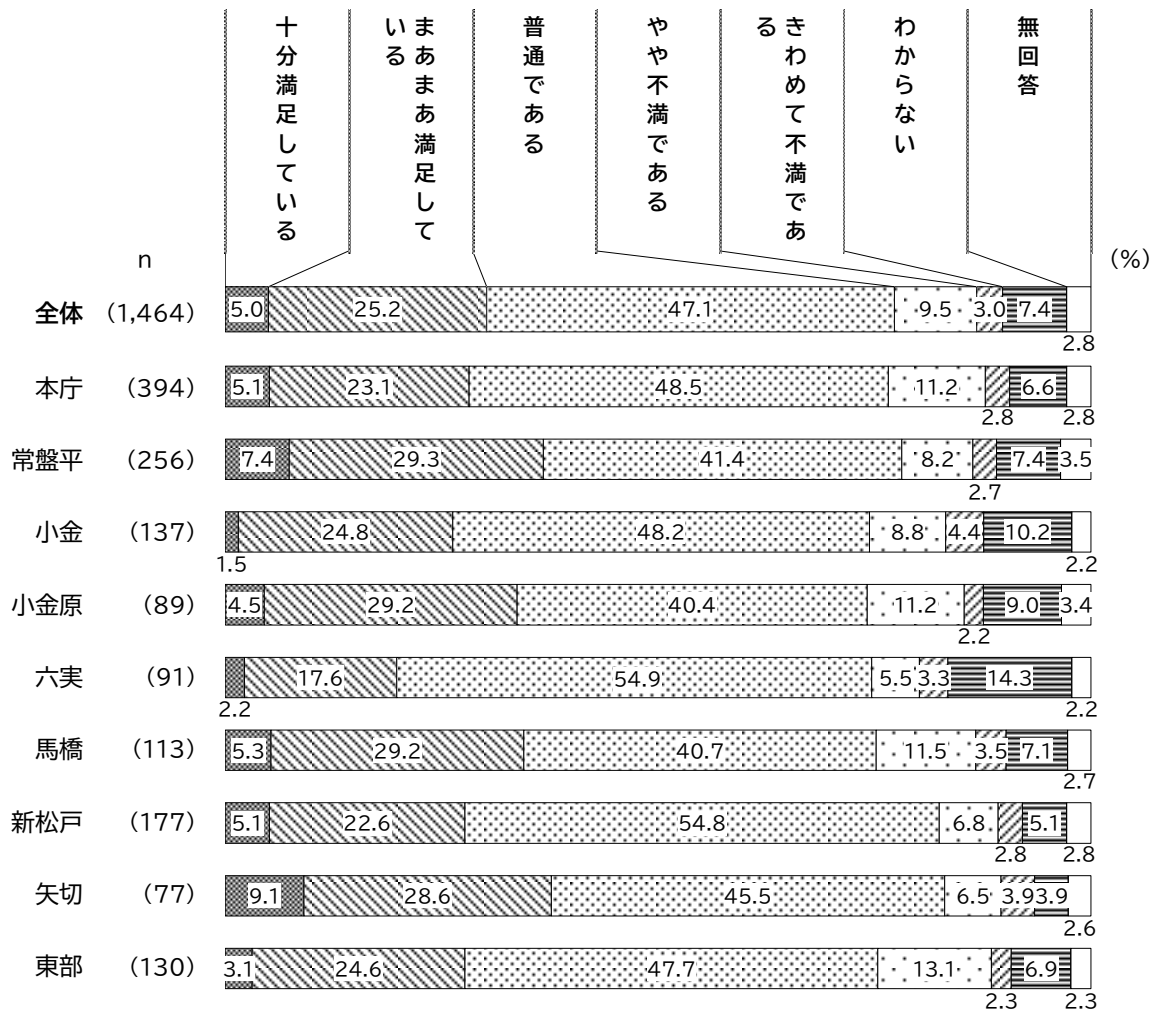 十分満足している
まあまあ満足して
いる
普通である
やや不満である
きわめて不満であ
る
わからない
無回答
n
(%)
全体 (1,464) 5.0 25.2 47.1 9.5 3.0 7.4
2.8
本庁 (394) 5.1 23.1 48.5 11.2 6.6
2.8 2.8
常盤平 (256) 7.4 29.3 41.4 8.2 7.4 3.5
2.7
小金 (137) 24.8 48.2 8.8 4.4 10.2
1.5 2.2
小金原 (89) 4.5 29.2 40.4 11.2 9.0 3.4
2.2
六実 (91) 17.6 54.9 5.5 3.3 14.3
2.2 2.2
馬橋 (113) 5.3 29.2 40.7 11.5 3.5 7.1
2.7
新松戸 (177) 5.1 22.6 54.8 6.8 5.1
2.8 2.8
矢切 (77) 9.1 28.6 45.5 6.5 3.9 3.9
2.6
東部 (130) 3.1 24.6 47.7 13.1 6.9
2.3 2.3